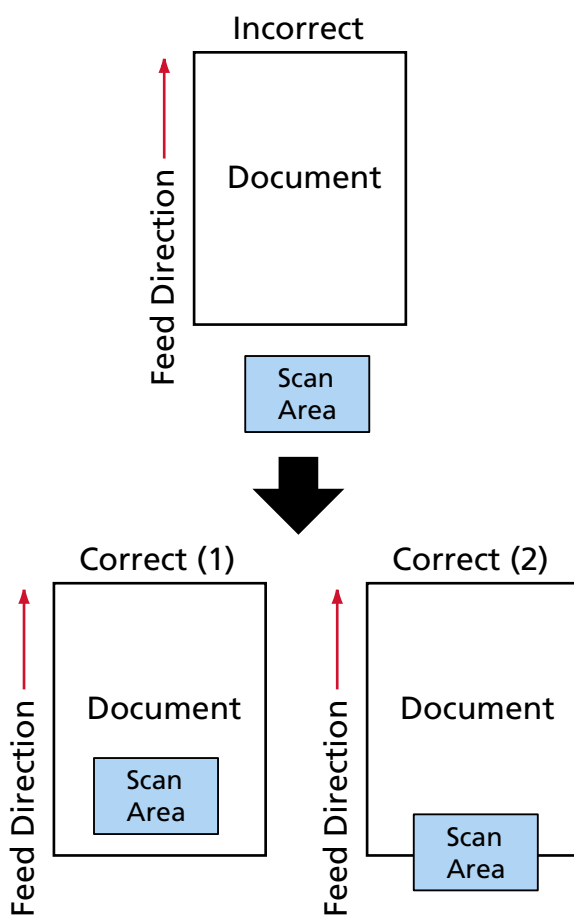 Incorrect
Feed Direction
Document
Scan
Area
Correct (1)
Feed Direction
Document
Scan
Area
Correct (2)
Feed Direction
Document
Scan
Area